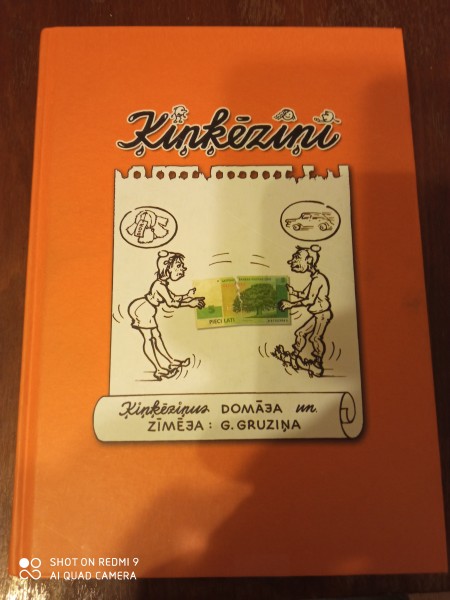 Ķiņķēziņi
PIECI LATI
Ķiņķēziņus DOMĀJA un
ZĪMĒJA: G. GRUZIŅA
SHOT ON REDMI 9
AI QUAD CAMERA